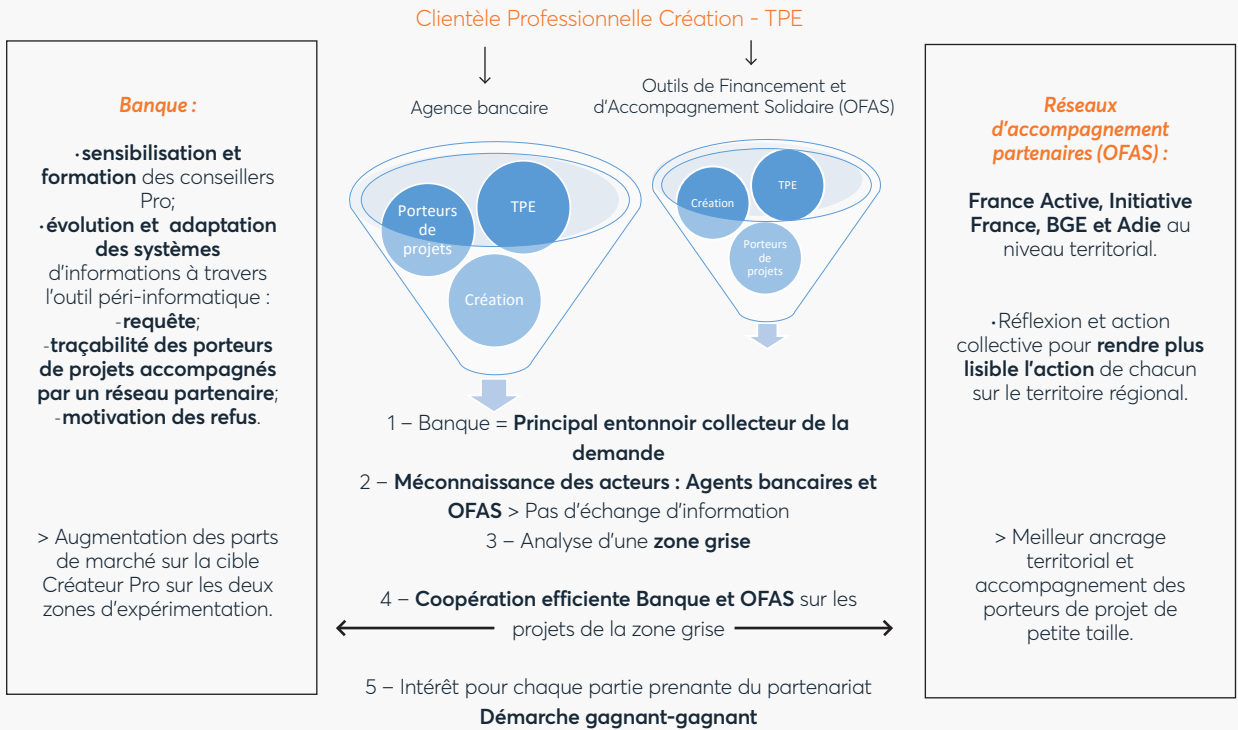 Clientèle Professionnelle Création - TPE
Banque :
·sensibilisation et
formation des conseillers
Pro;
·évolution et adaptation
des systèmes
d'informations à travers
l'outil péri-informatique :
-requête;
-traçabilité des porteurs
de projets accompagnés
par un réseau partenaire;
-motivation des refus.
> Augmentation des parts
de marché sur la cible
Créateur Pro sur les deux
zones d'expérimentation.
Agence bancaire
Porteurs
de
projets
TPE
Création
Outils de Financement et
d'Accompagnement Solidaire (OFAS)
Création
TPE
Porteurs
de
projets
1 – Banque = Principal entonnoir collecteur de la
demande
2 – Méconnaissance des acteurs : Agents bancaires et
OFAS > Pas d'échange d'information
3 – Analyse d'une zone grise
4 – Coopération efficiente Banque et OFAS sur les
projets de la zone grise
5 – Intérêt pour chaque partie prenante du partenariat
Démarche gagnant-gagnant
Réseaux
d'accompagnement
partenaires (OFAS) :
France Active, Initiative
France, BGE et Adie au
niveau territorial.
·Réflexion et action
collective pour rendre plus
lisible l'action de chacun
sur le territoire régional.
> Meilleur ancrage
territorial et
accompagnement des
porteurs de projet de
petite taille.